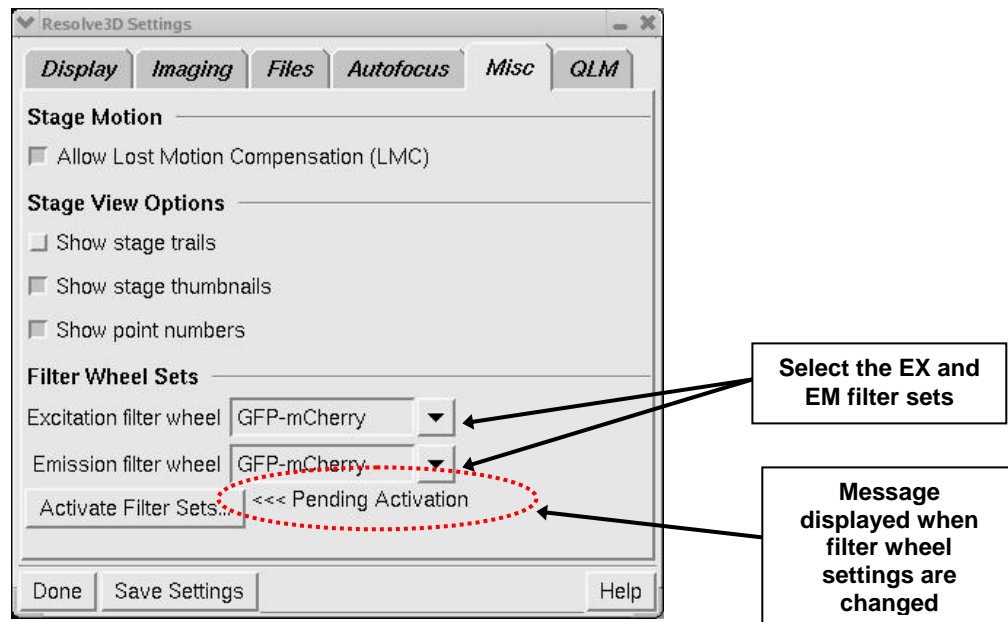 Resolve3D Settings
Display Imaging Files Autofocus Misc QLM
Stage Motion
Allow Lost Motion Compensation (LMC)
Stage View Options
Show stage trails
Show stage thumbnails
Show point numbers
Filter Wheel Sets
Excitation filter wheel GFP-mCherry
Emission filter wheel GFP-mCherry
Activate Filter Sets... <<< Pending Activation
Done Save Settings Help
Select the EX and
EM filter sets
Message
displayed when
filter wheel
settings are
changed